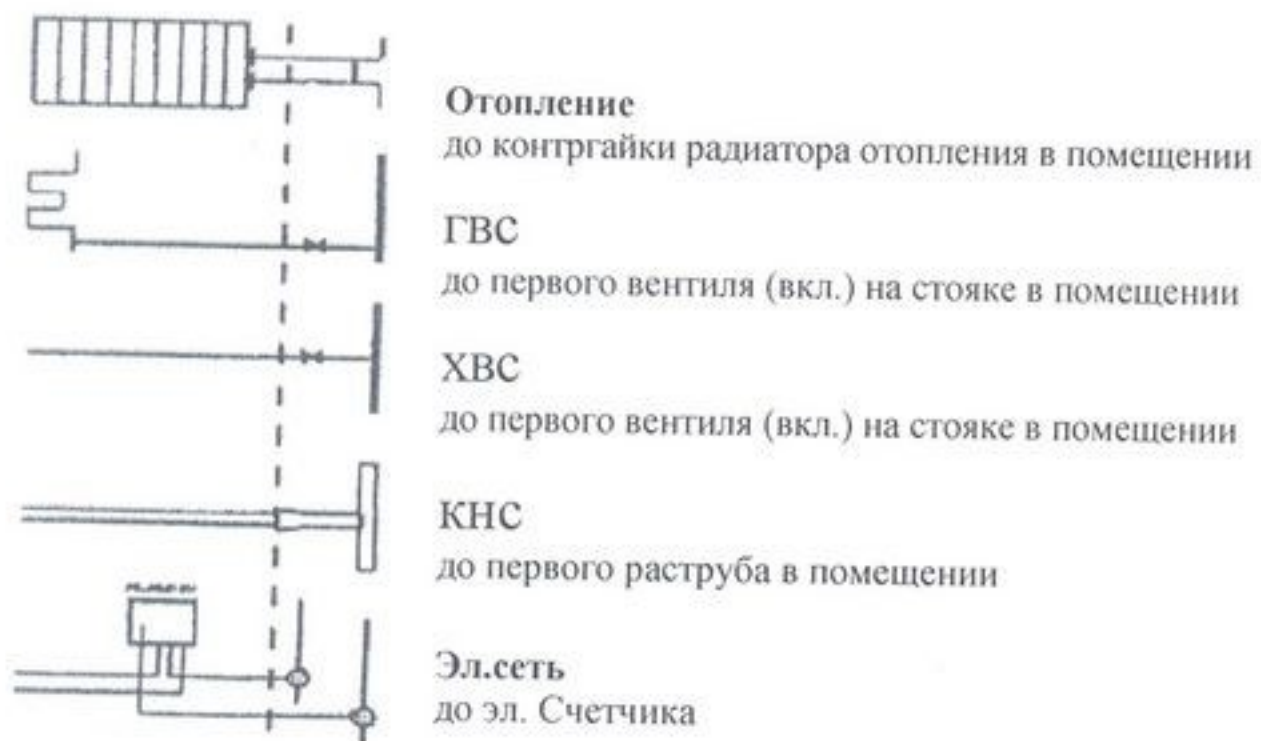 Отопление
до контргайки радиатора отопления в помещении
ГВС
до первого вентиля (вкл.) на стояке в помещении
ХВС
до первого вентиля (вкл.) на стояке в помещении
КНС
до первого раструба в помещении
Эл.сеть
до эл. Счетчика